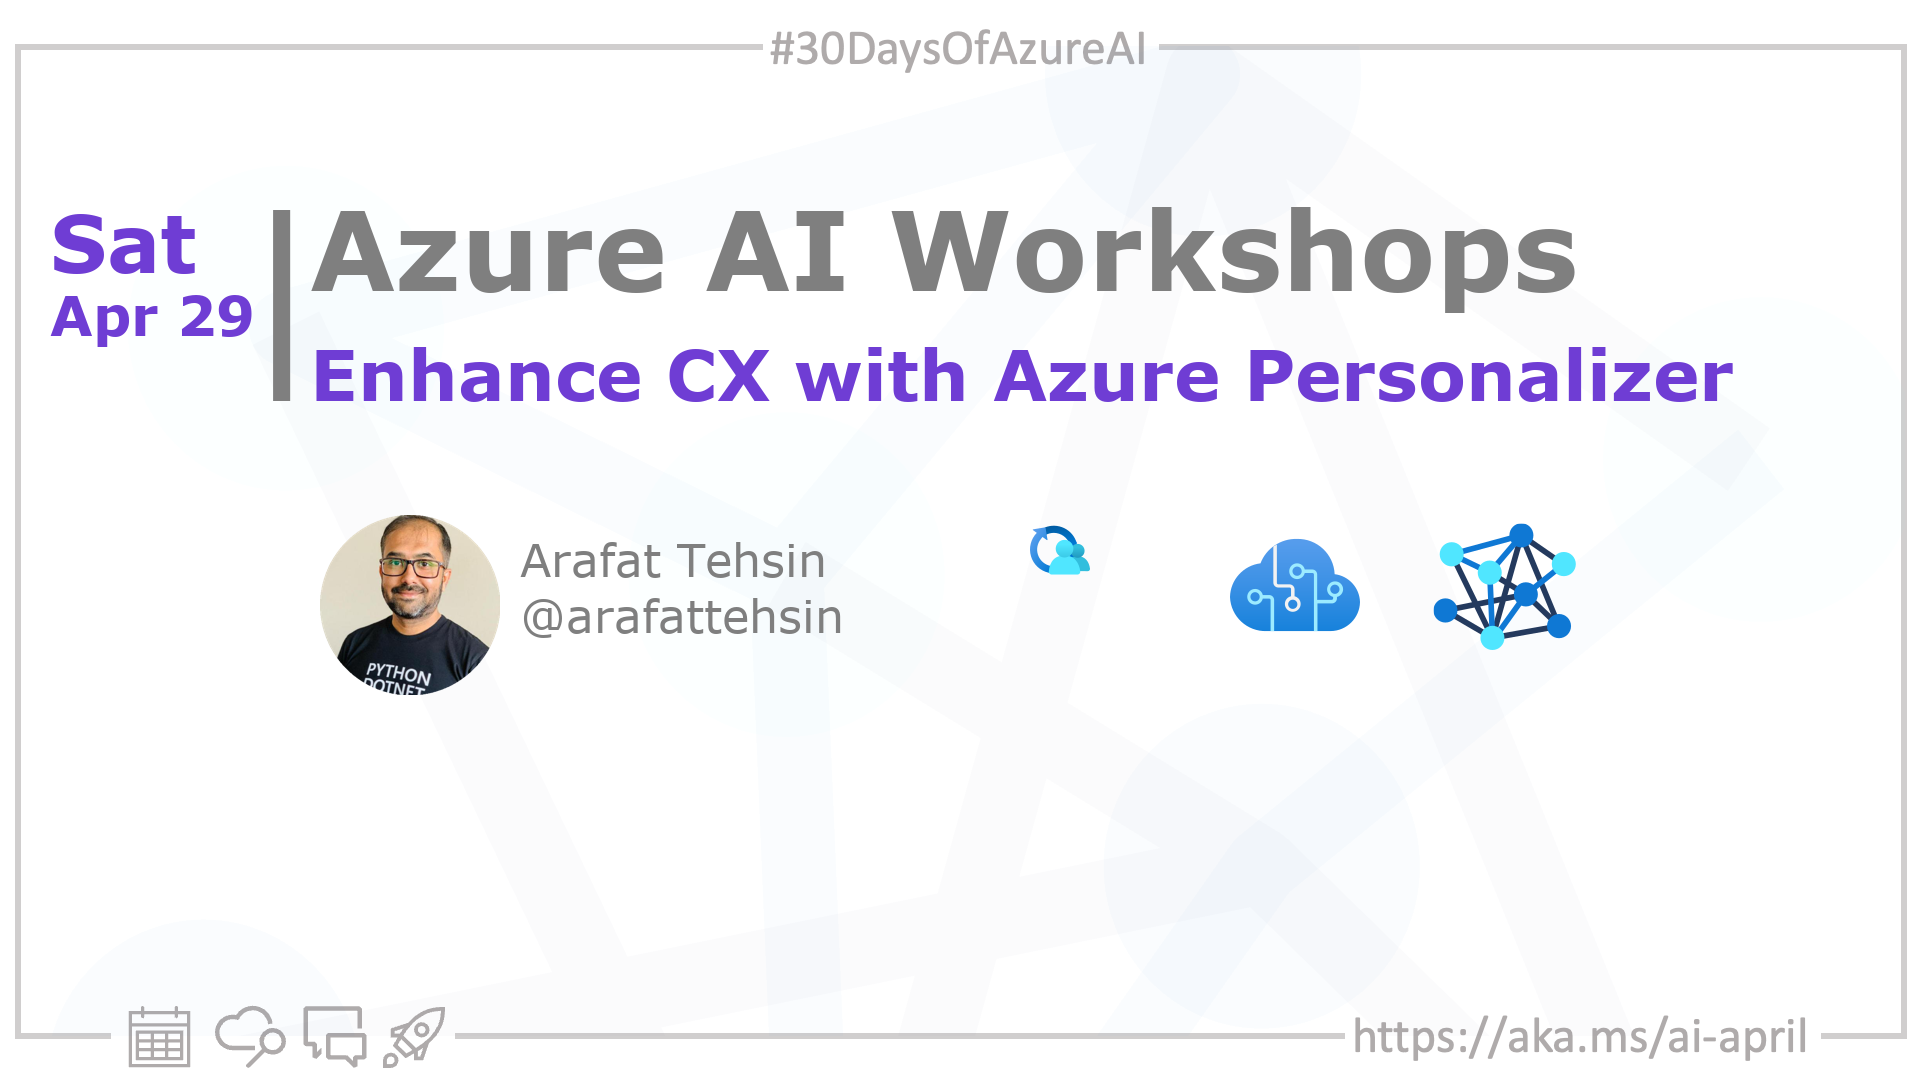 #30DaysOfAzureAI
Sat
Apr 29
Azure AI Workshops
Enhance CX with Azure Personalizer
Arafat Tehsin
@arafattehsin
PYTHON
DOTNET
https://aka.ms/ai-april